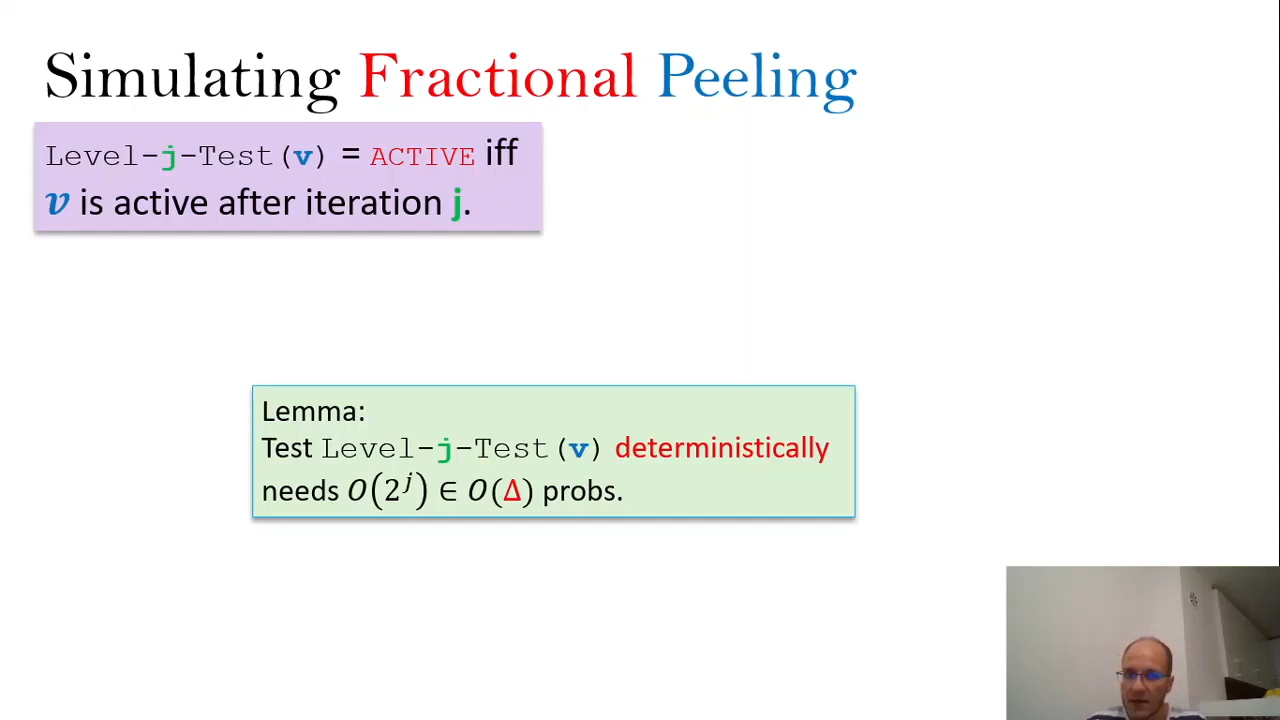 Simulating Fractional Peeling
Level-j-Test(v) = ACTIVE iff
v is active after iteration j.
Lemma:
Test Level-j-Test(v) deterministically
needs O(2^j) ∈ O(Δ) probs.